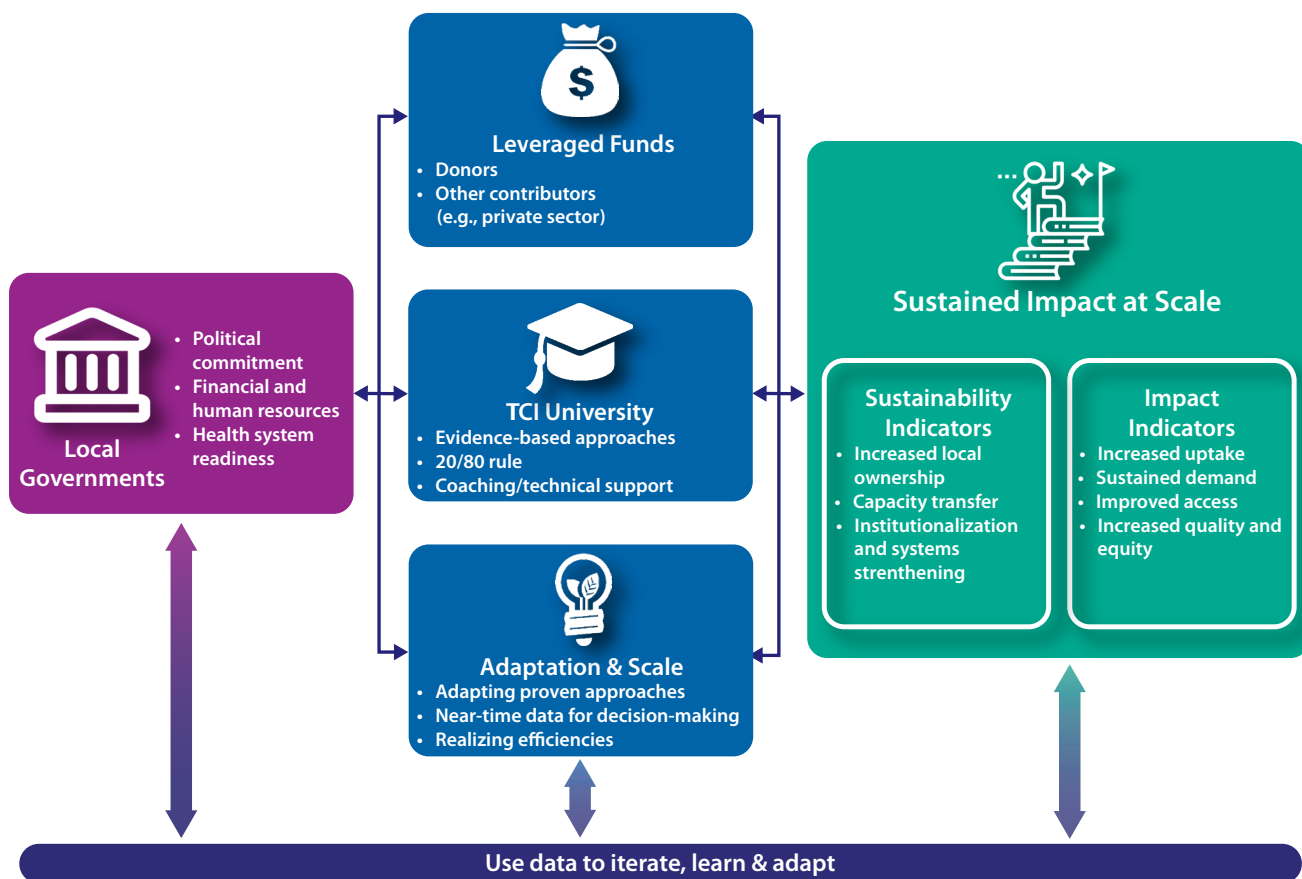 $
Leveraged Funds
• Donors
• Other contributors
(e.g., private sector)
Local
Governments
• Political
commitment
• Financial and
human resources
• Health system
readiness
TCI University
• Evidence-based approaches
• 20/80 rule
• Coaching/technical support
Adaptation & Scale
• Adapting proven approaches
• Near-time data for decision-making
• Realizing efficiencies
Sustained Impact at Scale
Sustainability
Indicators
• Increased local
ownership
• Capacity transfer
• Institutionalization
and systems
strenthening
Impact
Indicators
• Increased uptake
• Sustained demand
• Improved access
• Increased quality and
equity
Use data to iterate, learn & adapt